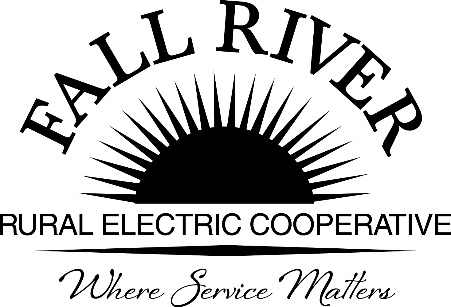 FALL RIVER
RURAL ELECTRIC COOPERATIVE
Where Service Matters